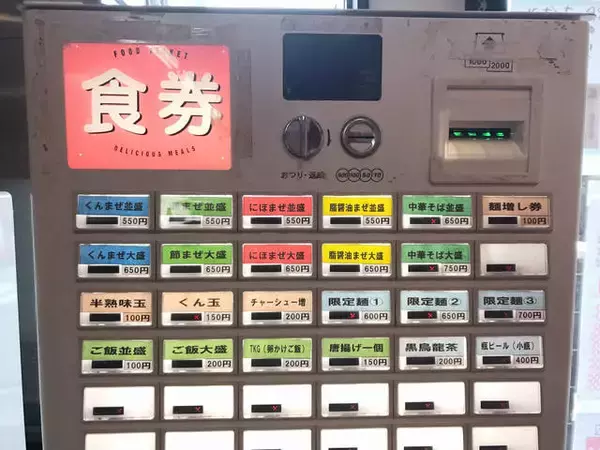 FOOD TICKET
食券
DELICIOUS MEALS
1000/2000
おつり・返却
くんまぜ並盛
550円
節まぜ並盛
550円
にぼまぜ並盛
550円
脂醤油まぜ並盛
550円
中華そば並盛
650円
麺増し券
100円
くんまぜ大盛
650円
節まぜ大盛
650円
にぼまぜ大盛
650円
脂醤油まぜ大盛
650円
中華そば大盛
750円
半熟味玉
100円
くん玉
150円
チャーシュー増
200円
限定麺①
600円
限定麺②
650円
限定麺③
700円
ご飯並盛
100円
ご飯大盛
200円
TKG(卵かけご飯)
200円
唐揚げ一個
150円
黒烏龍茶
200円
瓶ビール(小瓶)
400円